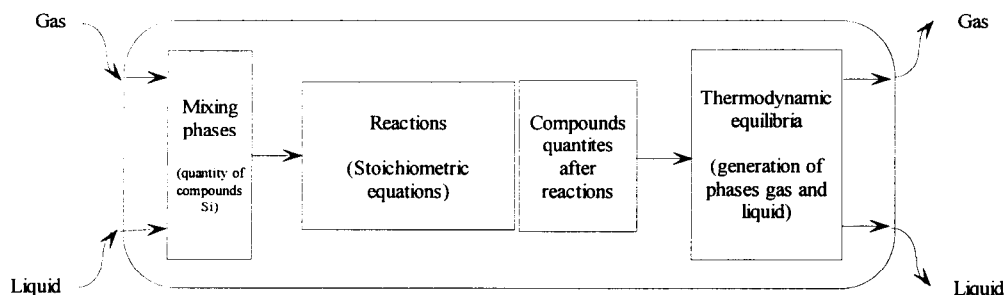 Gas
Gas
Mixing
phases
(quantity of
compounds
Si)
Reactions
(Stoichiometric
equations)
Compounds
quantites
after
reactions
Thermodynamic
equilibria
(generation of
phases gas and
liquid)
Liquid
Liquid